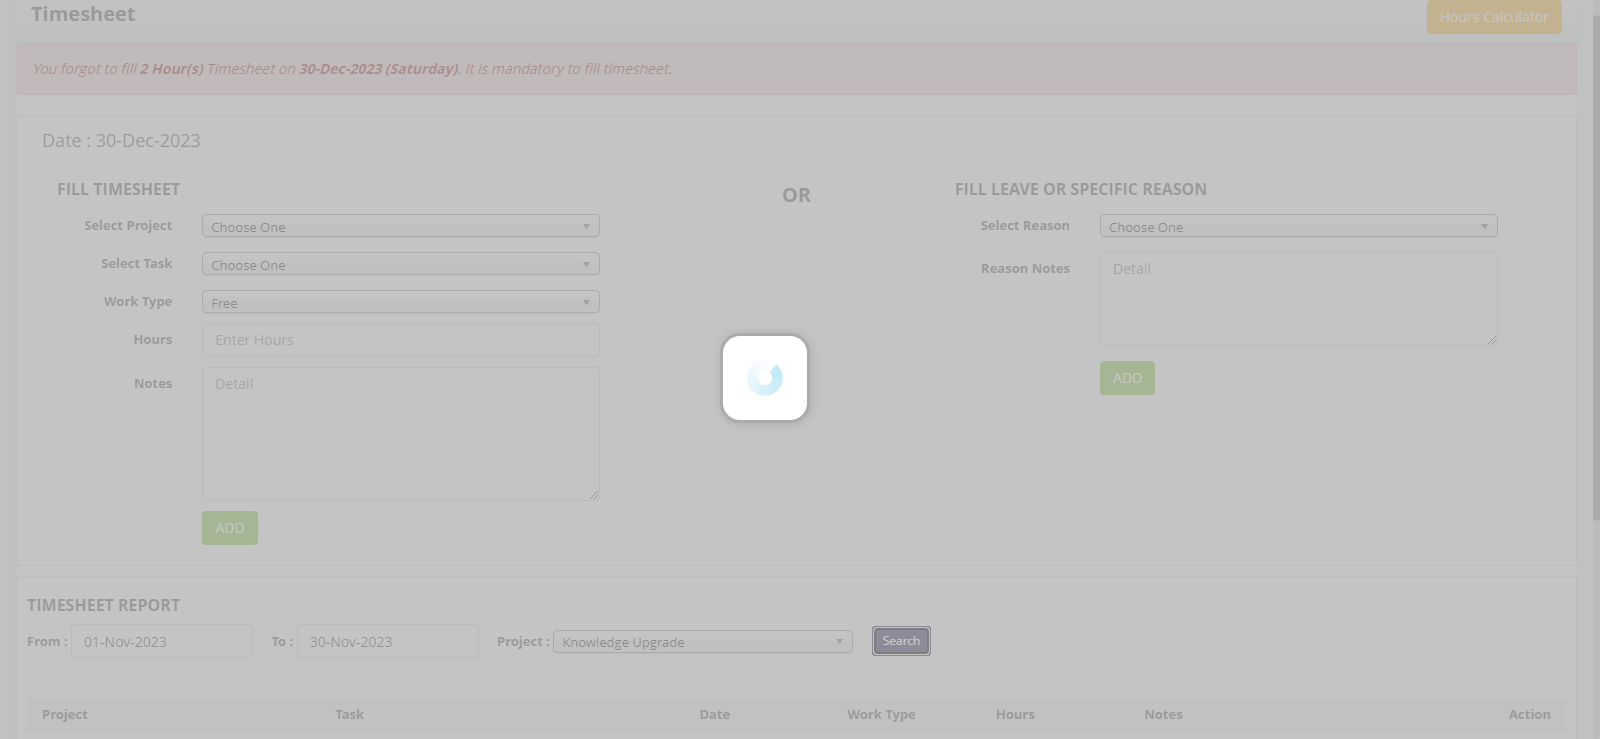 Timesheet
Hours Calculator
You forgot to fill 2 Hour(s) Timesheet on 30-Dec-2023 (Saturday). It is mandatory to fill timesheet.
Date : 30-Dec-2023
FILL TIMESHEET
Select Project Choose One
Select Task Choose One
Work Type Free
Hours Enter Hours
Notes Detail
ADD
OR
FILL LEAVE OR SPECIFIC REASON
Select Reason Choose One
Reason Notes Detail
ADD
TIMESHEET REPORT
From : 01-Nov-2023 To : 30-Nov-2023 Project : Knowledge Upgrade Search
Project Task Date Work Type Hours Notes Action